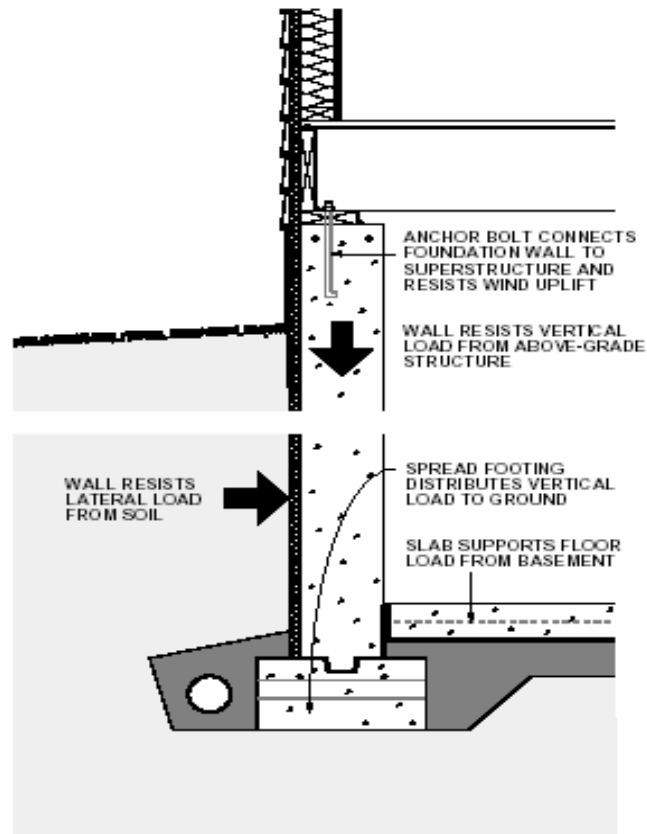 ANCHOR BOLT CONNECTS
FOUNDATION WALL TO
SUPERSTRUCTURE AND
RESISTS WIND UPLIFT
WALL RESISTS VERTICAL
LOAD FROM ABOVE-GRADE
STRUCTURE
WALL RESISTS
LATERAL LOAD
FROM SOIL
SPREAD FOOTING
DISTRIBUTES VERTICAL
LOAD TO GROUND
SLAB SUPPORTS FLOOR
LOAD FROM BASEMENT